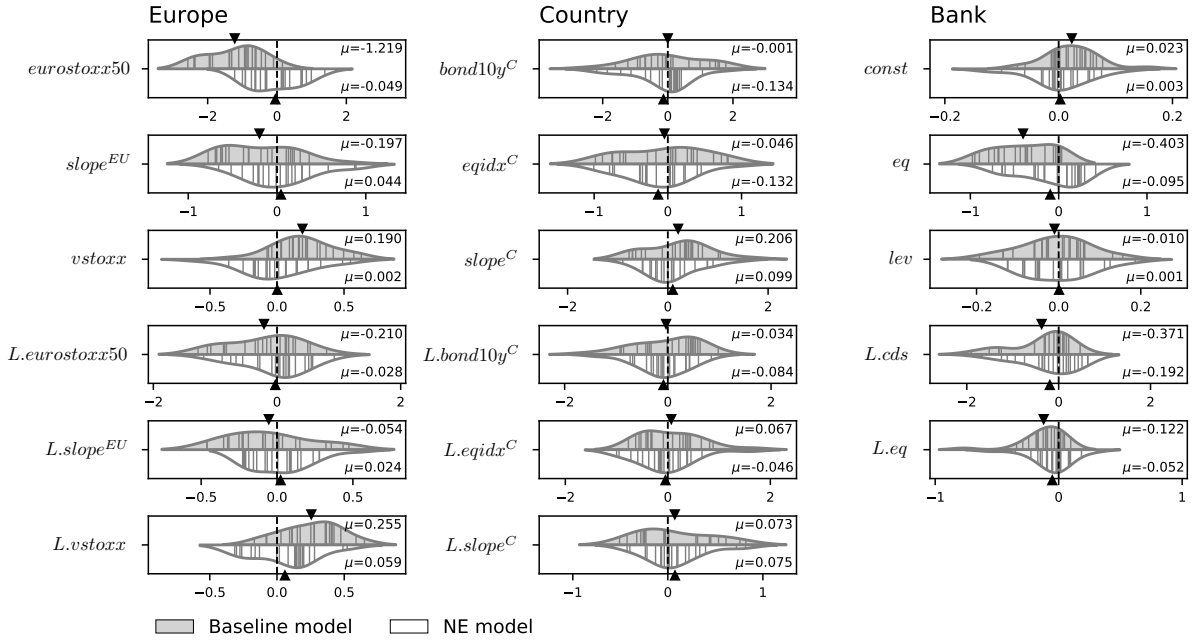 Europe
eurostoxx50
μ=-1.219
μ=-0.049
−2 0 2
slope^EU
μ=-0.197
μ=0.044
−1 0 1
vstoxx
μ=0.190
μ=0.002
−0.5 0.0 0.5
L.eurostoxx50
μ=-0.210
μ=-0.028
−2 0 2
L.slope^EU
μ=-0.054
μ=0.024
−0.5 0.0 0.5
L.vstoxx
μ=0.255
μ=0.059
−0.5 0.0 0.5
Country
bond10y^C
μ=-0.001
μ=-0.134
−2 0 2
eqidx^C
μ=-0.046
μ=-0.132
−1 0 1
slope^C
μ=0.206
μ=0.099
−2 0 2
L.bond10y^C
μ=-0.034
μ=-0.084
−2 0 2
L.eqidx^C
μ=0.067
μ=-0.046
−2 0 2
L.slope^C
μ=0.073
μ=0.075
−1 0 1
Bank
const
μ=0.023
μ=0.003
−0.2 0.0 0.2
eq
μ=-0.403
μ=-0.095
−1 0 1
lev
μ=-0.010
μ=0.001
−0.2 0.0 0.2
L.cds
μ=-0.371
μ=-0.192
−2 0 2
L.eq
μ=-0.122
μ=-0.052
−1 0 1
Baseline model
NE model